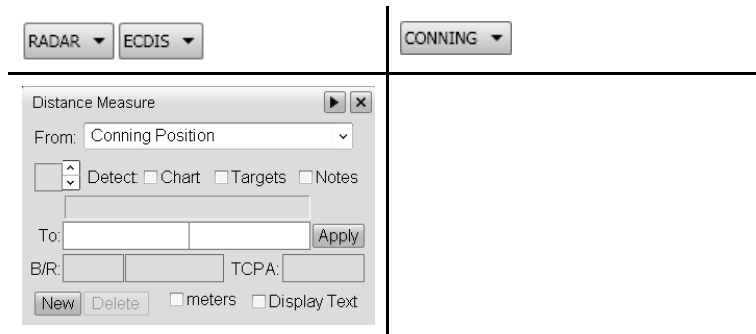 RADAR ECDIS CONNING
Distance Measure
From: Conning Position
Detect: Chart Targets Notes
To: Apply
B/R: TCPA:
New Delete meters Display Text